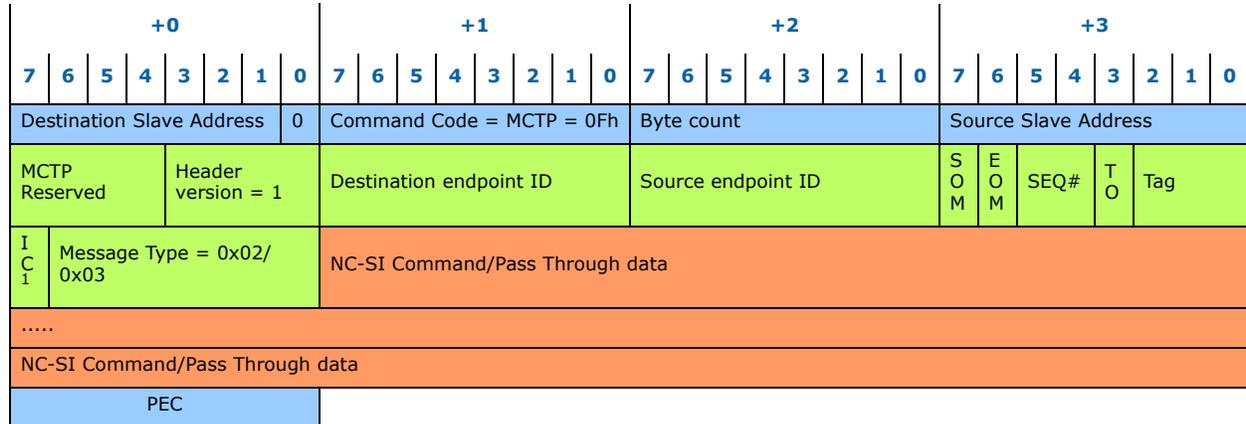 +0 +1 +2 +3
7 6 5 4 3 2 1 0 7 6 5 4 3 2 1 0 7 6 5 4 3 2 1 0 7 6 5 4 3 2 1 0
Destination Slave Address 0 Command Code = MCTP = 0Fh Byte count Source Slave Address
MCTP
Reserved
Header
version = 1
Destination endpoint ID
Source endpoint ID
S
O
M
E
O
M
SEQ#
T
O
Tag
I
C
1
Message Type = 0x02/
0x03
NC-SI Command/Pass Through data
.....
NC-SI Command/Pass Through data
PEC